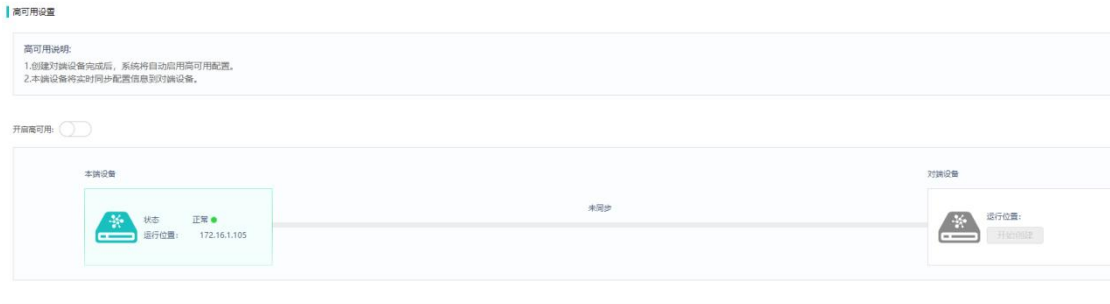 高可用设置
高可用说明:
1.创建对端设备完成后，系统将自动启用高可用配置。
2.本端设备将实时同步配置信息到对端设备。
开启高可用:
本端设备
对端设备
未同步
状态 正常
运行位置: 172.16.1.105
运行位置:
开始创建